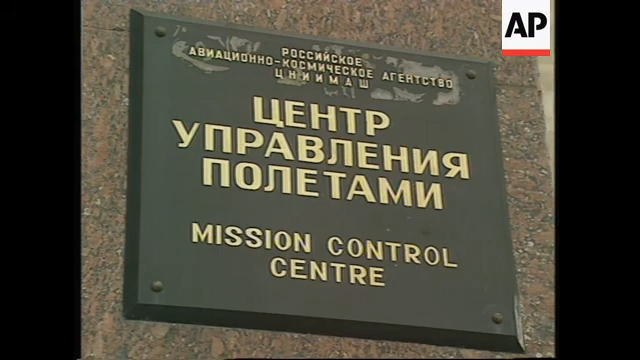 AP
РОССИЙСКОЕ
АВИАЦИОННО-КОСМИЧЕСКОЕ АГЕНТСТВО
ЦНИИМАШ
ЦЕНТР
УПРАВЛЕНИЯ
ПОЛЕТАМИ
MISSION CONTROL
CENTRE